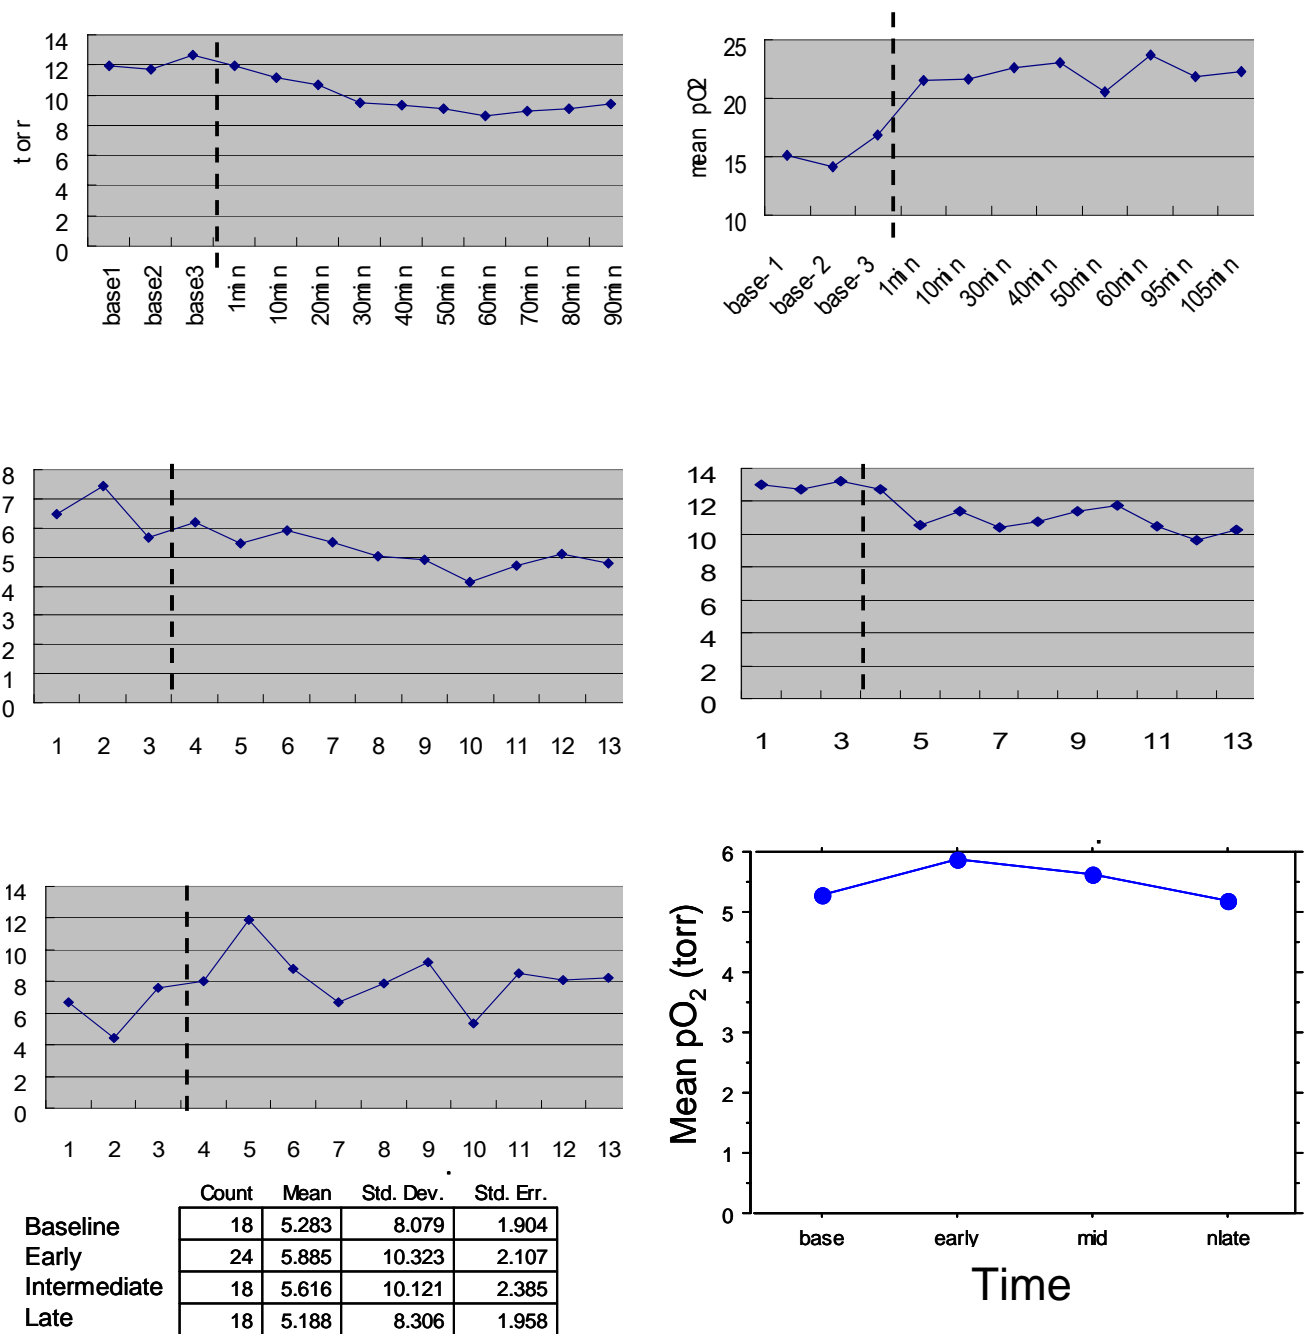 14
12
10
8
6
4
2
0
torr
base1 base2 base3 1min 10min 20min 30min 40min 50min 60min 70min 80min 90min
25
20
15
10
mean pO2
base-1 base-2 base-3 1min 10min 30min 40min 50min 60min 95min 105min
8
7
6
5
4
3
2
1
0
1 2 3 4 5 6 7 8 9 10 11 12 13
14
12
10
8
6
4
2
0
1 3 5 7 9 11 13
14
12
10
8
6
4
2
0
1 2 3 4 5 6 7 8 9 10 11 12 13
6
5
4
3
2
1
0
Mean pO2 (torr)
base early mid nlate
Time
Count Mean Std. Dev. Std. Err.
Baseline 18 5.283 8.079 1.904
Early 24 5.885 10.323 2.107
Intermediate 18 5.616 10.121 2.385
Late 18 5.188 8.306 1.958